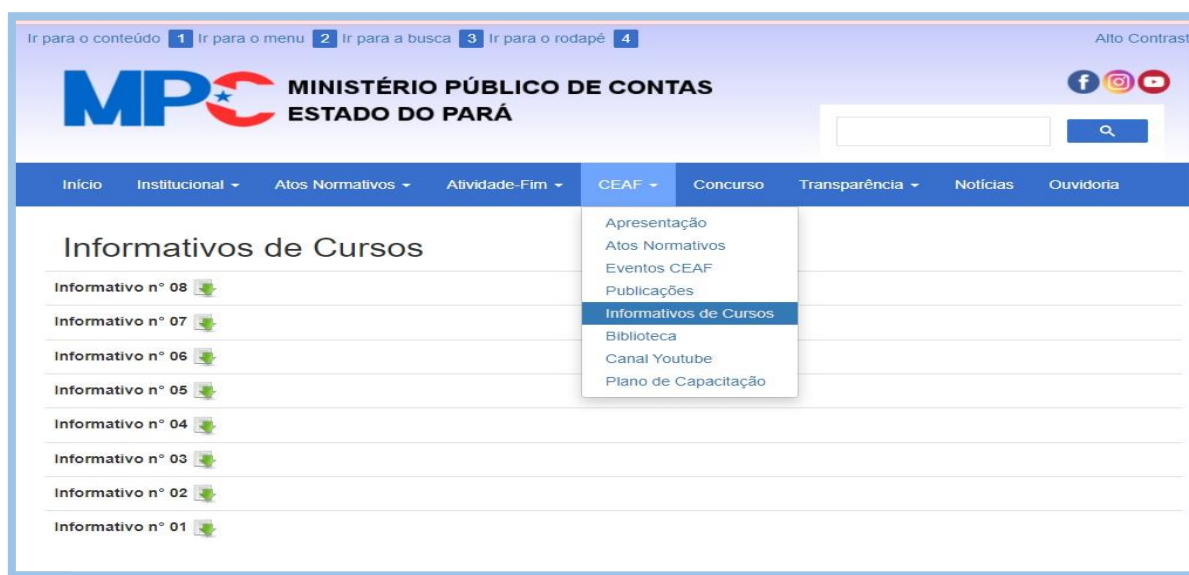 Ir para o conteúdo 1 Ir para o menu 2 Ir para a busca 3 Ir para o rodapé 4 Alto Contrast
MPC MINISTÉRIO PÚBLICO DE CONTAS
ESTADO DO PARÁ
Início Institucional Atos Normativos Atividade-Fim CEAF Concurso Transparência Notícias Ouvidoria
Apresentação
Atos Normativos
Eventos CEAF
Publicações
Informativos de Cursos
Biblioteca
Canal Youtube
Plano de Capacitação
Informativos de Cursos
Informativo n° 08
Informativo n° 07
Informativo n° 06
Informativo n° 05
Informativo n° 04
Informativo n° 03
Informativo n° 02
Informativo n° 01